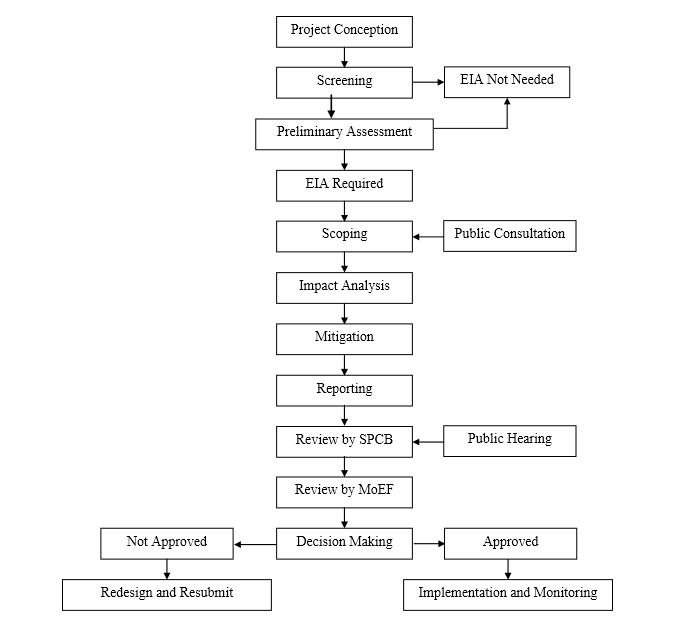 Project Conception
Screening
EIA Not Needed
Preliminary Assessment
EIA Required
Scoping
Public Consultation
Impact Analysis
Mitigation
Reporting
Review by SPCB
Public Hearing
Review by MoEF
Not Approved
Decision Making
Approved
Redesign and Resubmit
Implementation and Monitoring